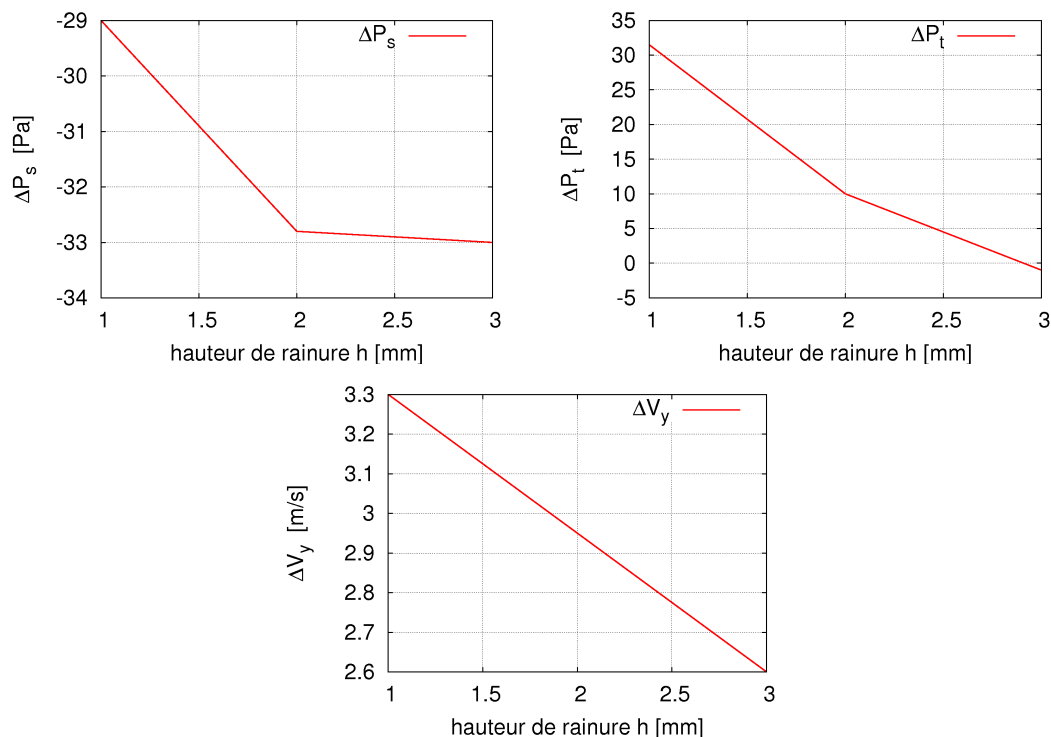 ΔPs [Pa]
-29
-30
-31
-32
-33
-34
ΔPs
1 1.5 2 2.5 3
hauteur de rainure h [mm]
ΔPt [Pa]
35
30
25
20
15
10
5
0
-5
ΔPt
1 1.5 2 2.5 3
hauteur de rainure h [mm]
ΔVy [m/s]
3.3
3.2
3.1
3
2.9
2.8
2.7
2.6
ΔVy
1 1.5 2 2.5 3
hauteur de rainure h [mm]